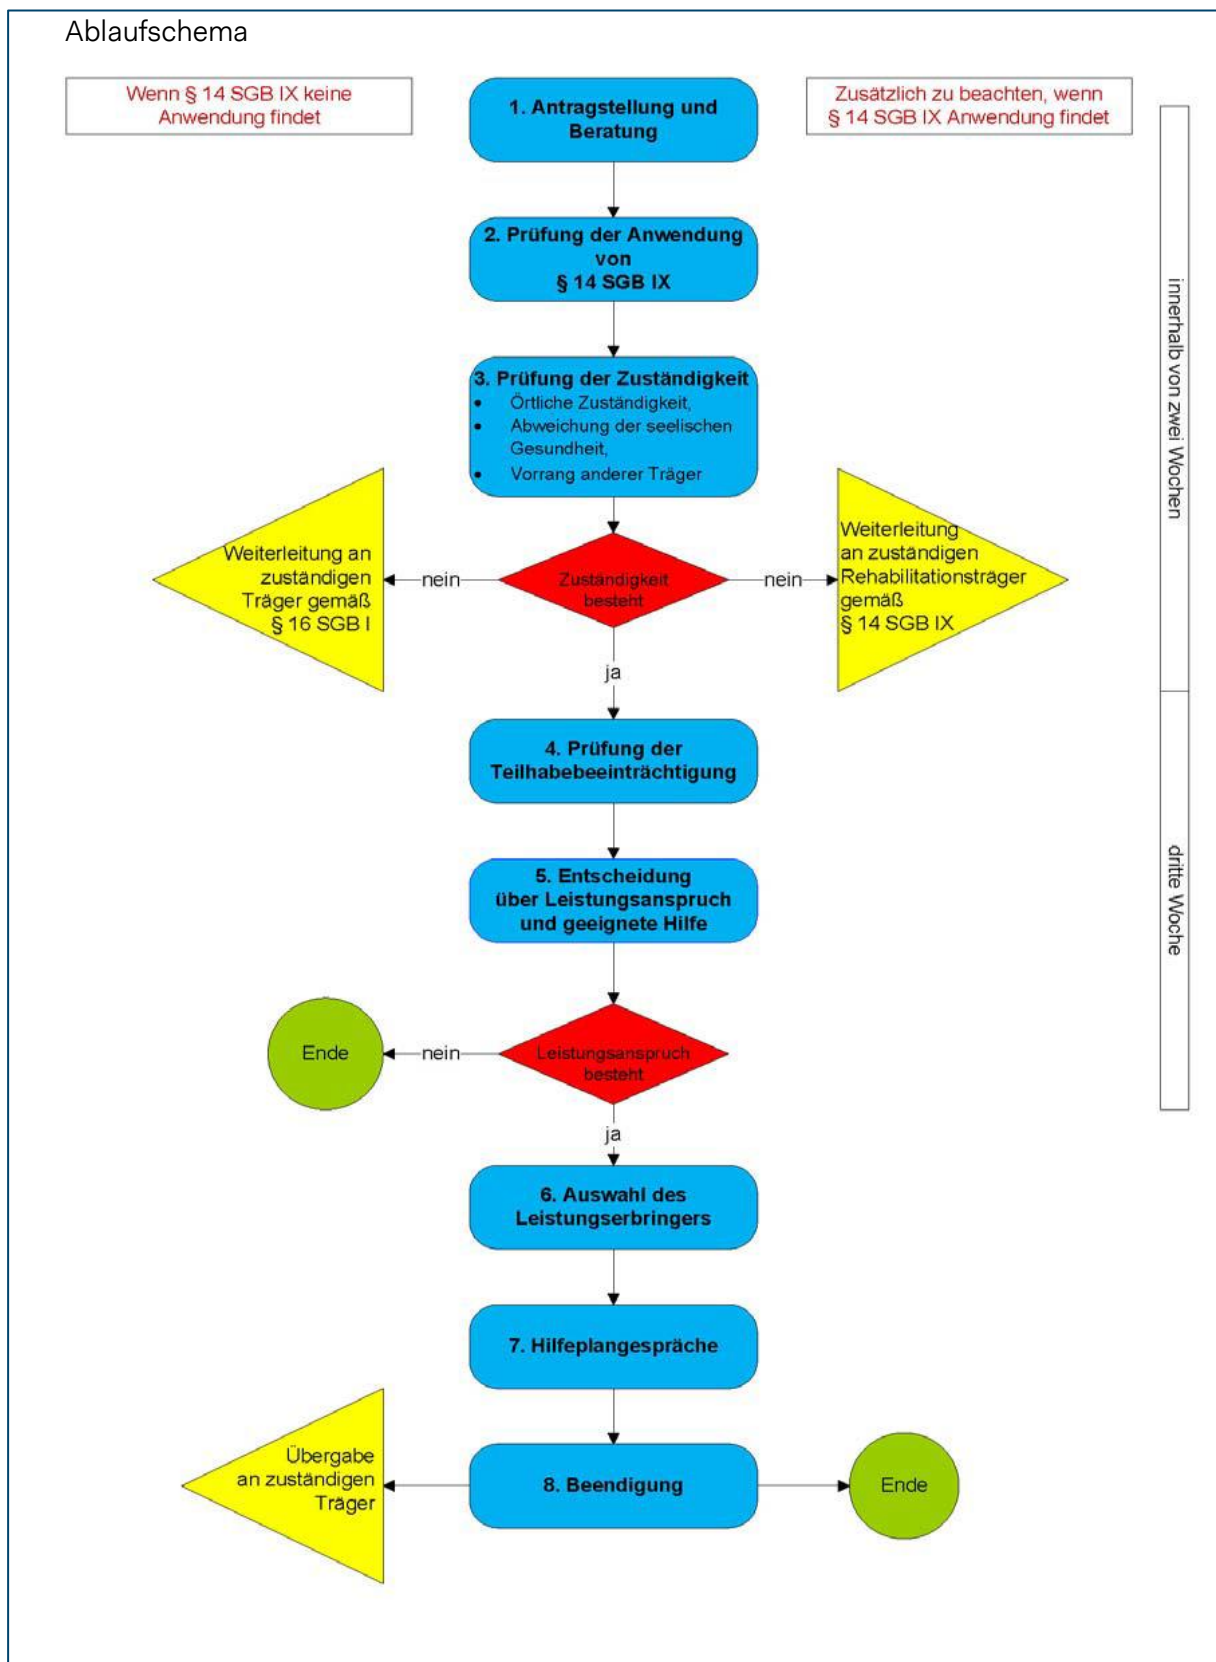 Ablaufschema
Wenn § 14 SGB IX keine
Anwendung findet
1. Antragstellung und
Beratung
Zusätzlich zu beachten, wenn
§ 14 SGB IX Anwendung findet
innerhalb von zwei Wochen
2. Prüfung der Anwendung
von
§ 14 SGB IX
3. Prüfung der Zuständigkeit
• Örtliche Zuständigkeit,
• Abweichung der seelischen
Gesundheit,
• Vorrang anderer Träger
Weiterleitung an
zuständigen
Träger gemäß
§ 16 SGB I
nein
Zuständigkeit
besteht
nein
Weiterleitung
an zuständigen
Rehabilitationsträger
gemäß
§ 14 SGB IX
ja
dritte Woche
4. Prüfung der
Teilhabebeeinträchtigung
5. Entscheidung
über Leistungsanspruch
und geeignete Hilfe
Ende
nein
Leistungsanspruch
besteht
ja
6. Auswahl des
Leistungserbringers
7. Hilfeplangespräche
Übergabe
an zuständigen
Träger
8. Beendigung
Ende